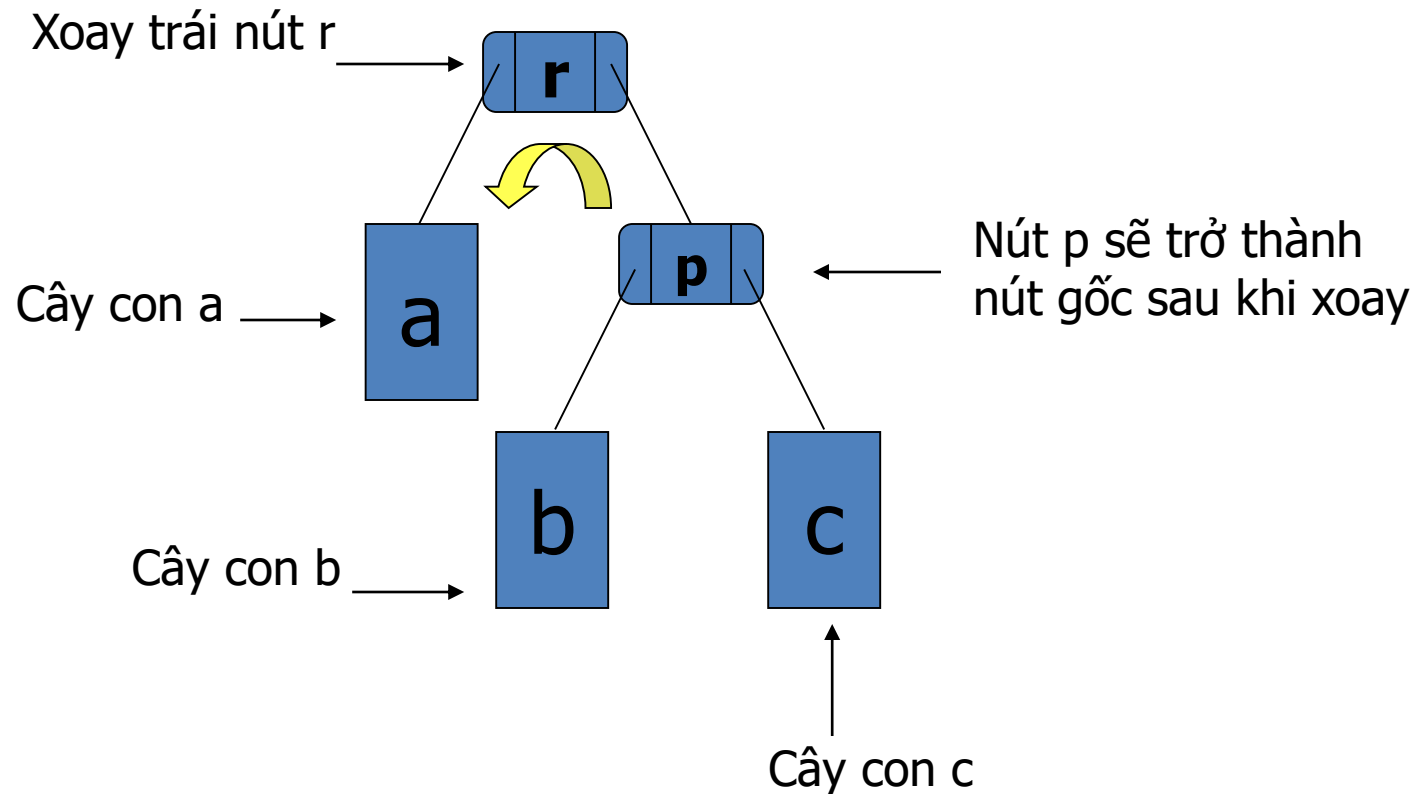 Xoay trái nút r
r
Nút p sẽ trở thành
nút gốc sau khi xoay
p
Cây con a
a
b
c
Cây con b
Cây con c